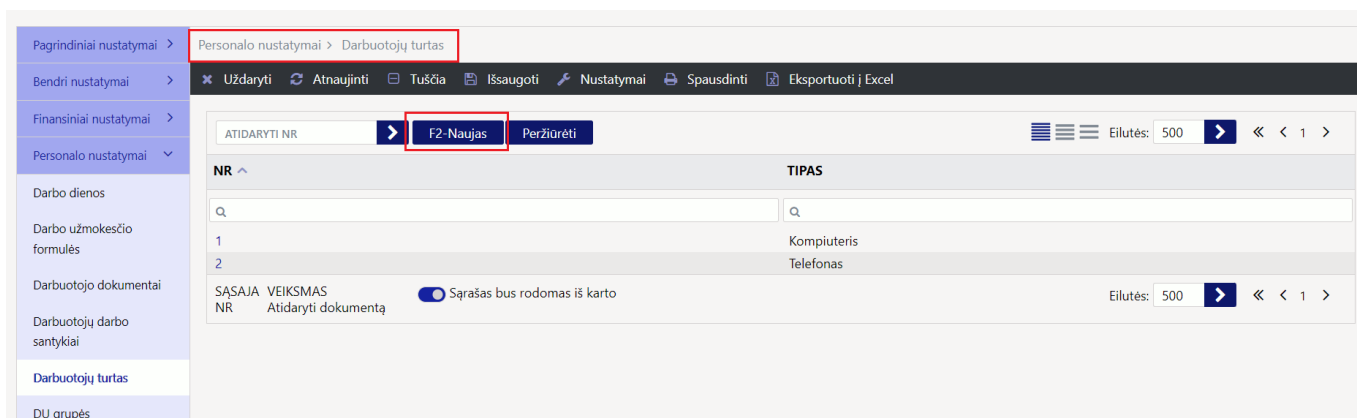 Pagrindiniai nustatymai
Bendri nustatymai
Finansiniai nustatymai
Personalo nustatymai
Darbo dienos
Darbo užmokesčio
formulės
Darbuotojo dokumentai
Darbuotojų darbo
santykiai
Darbuotojų turtas
DU grupės
Personalo nustatymai > Darbuotojų turtas
Uždaryti Atnaujinti Tuščia Išsaugoti Nustatymai Spausdinti Eksportuoti į Excel
ATIDARYTI NR F2-Naujas Peržiūrėti Eilutės: 500 1
NR TIPAS
1 Kompiuteris
2 Telefonas
SĄSAJA VEIKSMAS Sąrašas bus rodomas iš karto Eilutės: 500 1
NR Atidaryti dokumentą